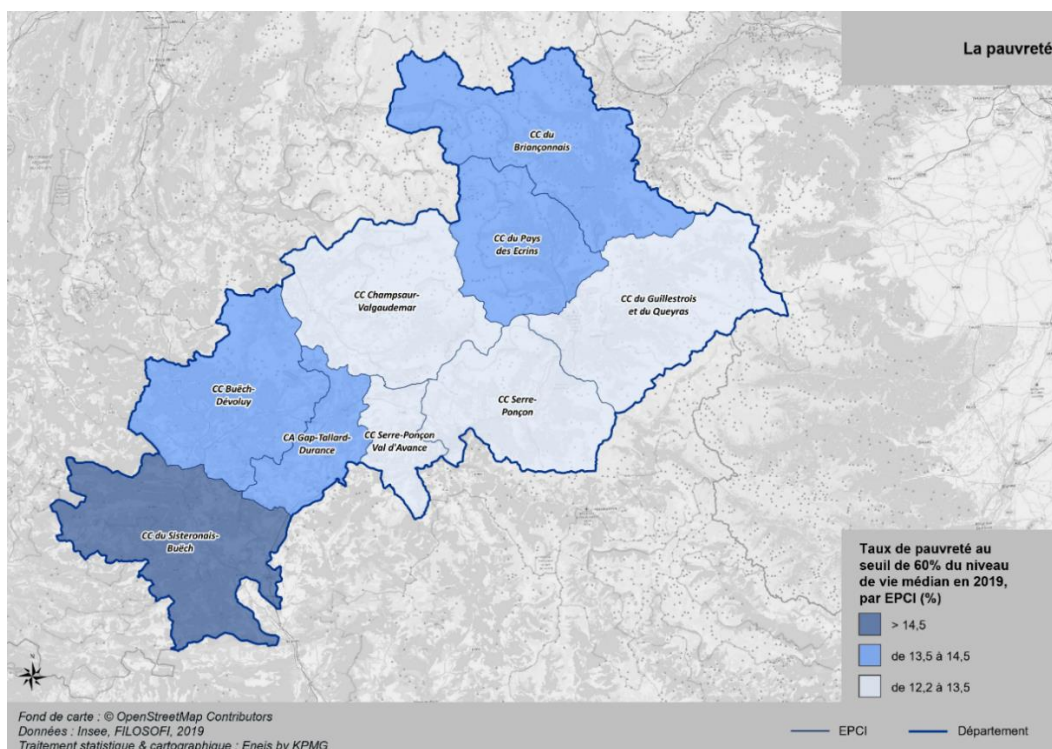 La pauvreté
CC du
Briançonnais
CC du Pays
des Ecrins
CC Champsaur-
Valgaudemar
CC du Guillestrois
et du Queyras
CC Buëch-
Dévoluy
CC Serre-
Ponçon
CA Gap-Tallard-
Durance
CC Serre-Ponçon
Val d'Avance
CC du Sisteronais-
Buëch
Taux de pauvreté au
seuil de 60% du niveau
de vie médian en 2019,
par EPCI (%)
> 14,5
de 13,5 à 14,5
de 12,2 à 13,5
N
Fond de carte : © OpenStreetMap Contributors
Données : Insee, FILOSOFI, 2019
Traitement statistique & cartographique : Eneis by KPMG
EPCI
Département